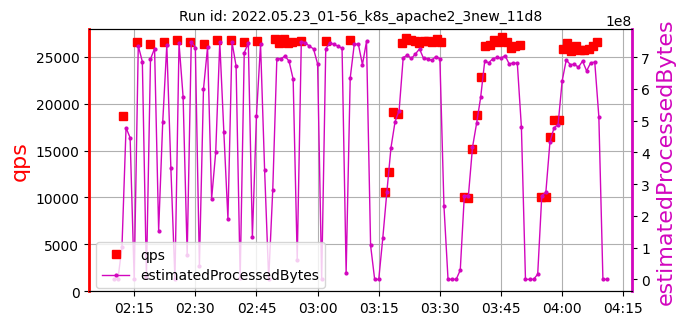 Run id: 2022.05.23_01-56_k8s_apache2_3new_11d8
1e8
25000
20000
15000
10000
5000
0
qps
7
6
5
4
3
2
1
0
estimatedProcessedBytes
qps
estimatedProcessedBytes
02:15 02:30 02:45 03:00 03:15 03:30 03:45 04:00 04:15